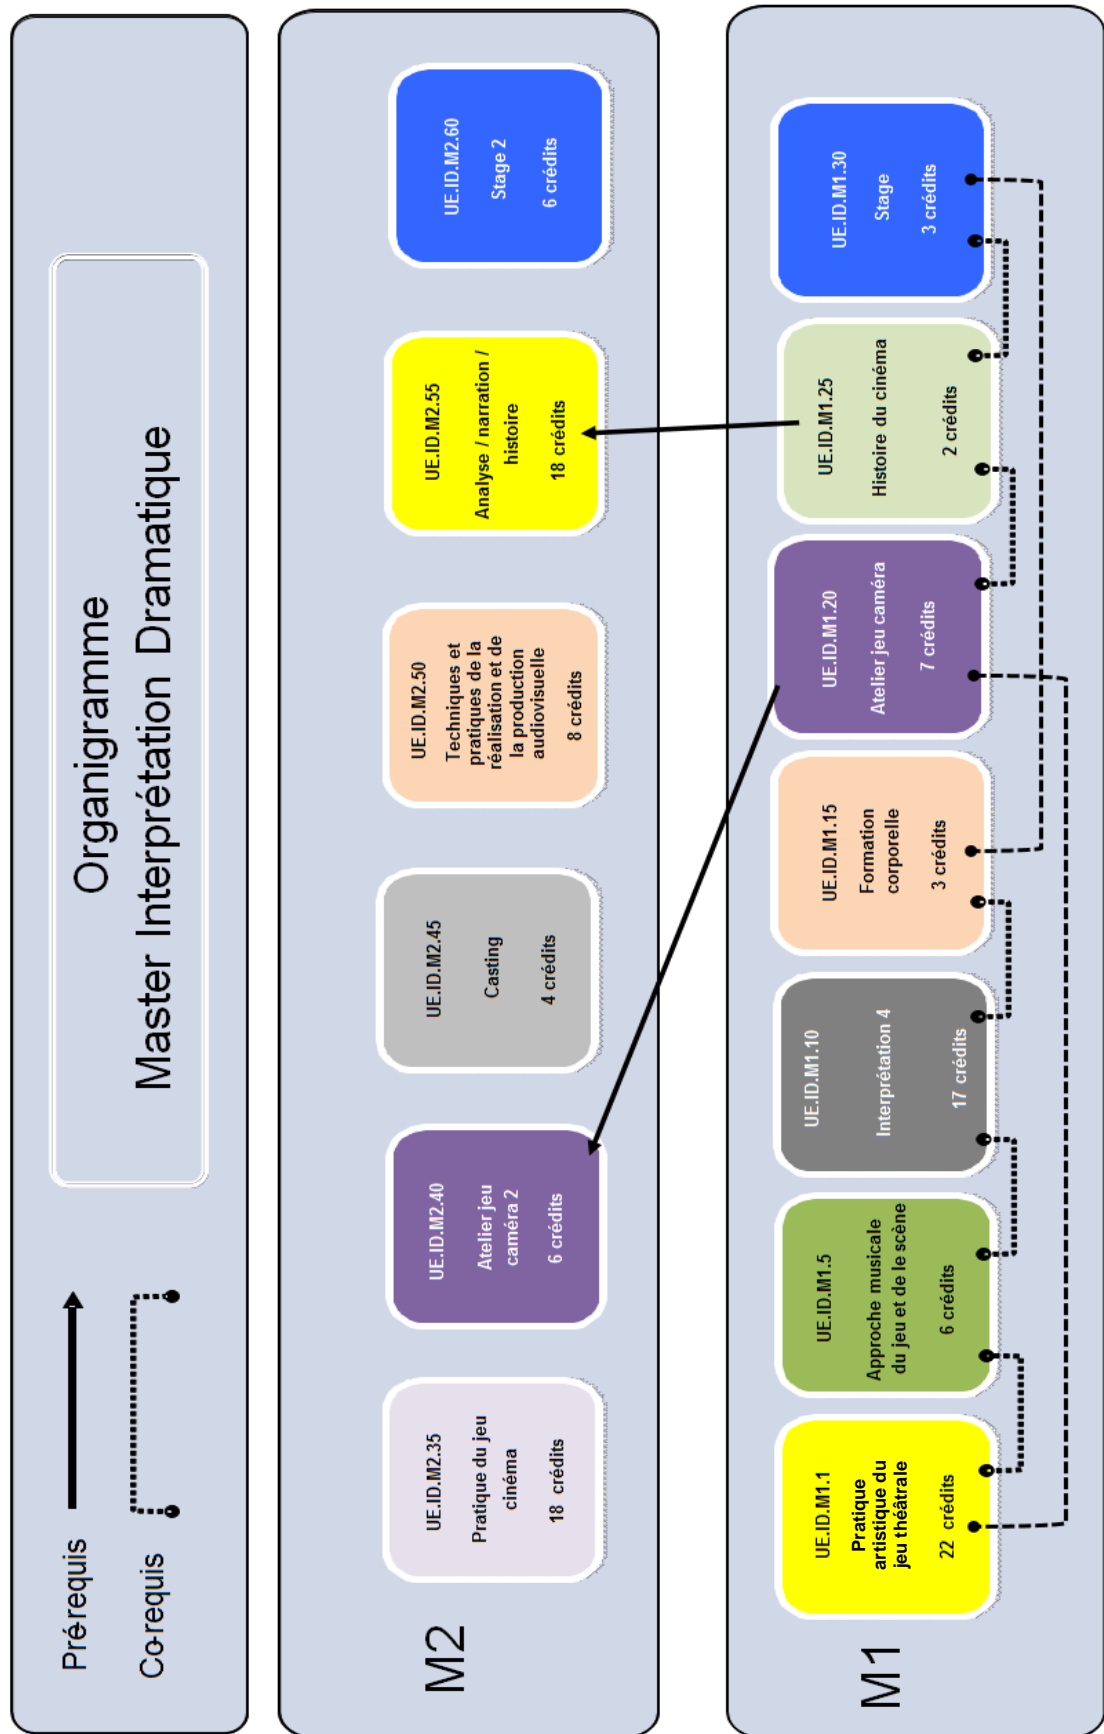 Organigramme
Master Interprétation Dramatique
Pré-requis
Co-requis
M2
UE.ID.M2.35
Pratique du jeu
cinéma
18 crédits
UE.ID.M2.40
Atelier jeu
caméra 2
6 crédits
UE.ID.M2.45
Casting
4 crédits
UE.ID.M2.50
Techniques et
pratiques de la
réalisation et de
la production
audiovisuelle
8 crédits
UE.ID.M2.55
Analyse / narration /
histoire
18 crédits
UE.ID.M2.60
Stage 2
6 crédits
M1
UE.ID.M1.1
Pratique
artistique du
jeu théâtrale
22 crédits
UE.ID.M1.5
Approche musicale
du jeu et de le scène
6 crédits
UE.ID.M1.10
Interprétation 4
17 crédits
UE.ID.M1.15
Formation
corporelle
3 crédits
UE.ID.M1.20
Atelier jeu caméra
7 crédits
UE.ID.M1.25
Histoire du cinéma
2 crédits
UE.ID.M1.30
Stage
3 crédits